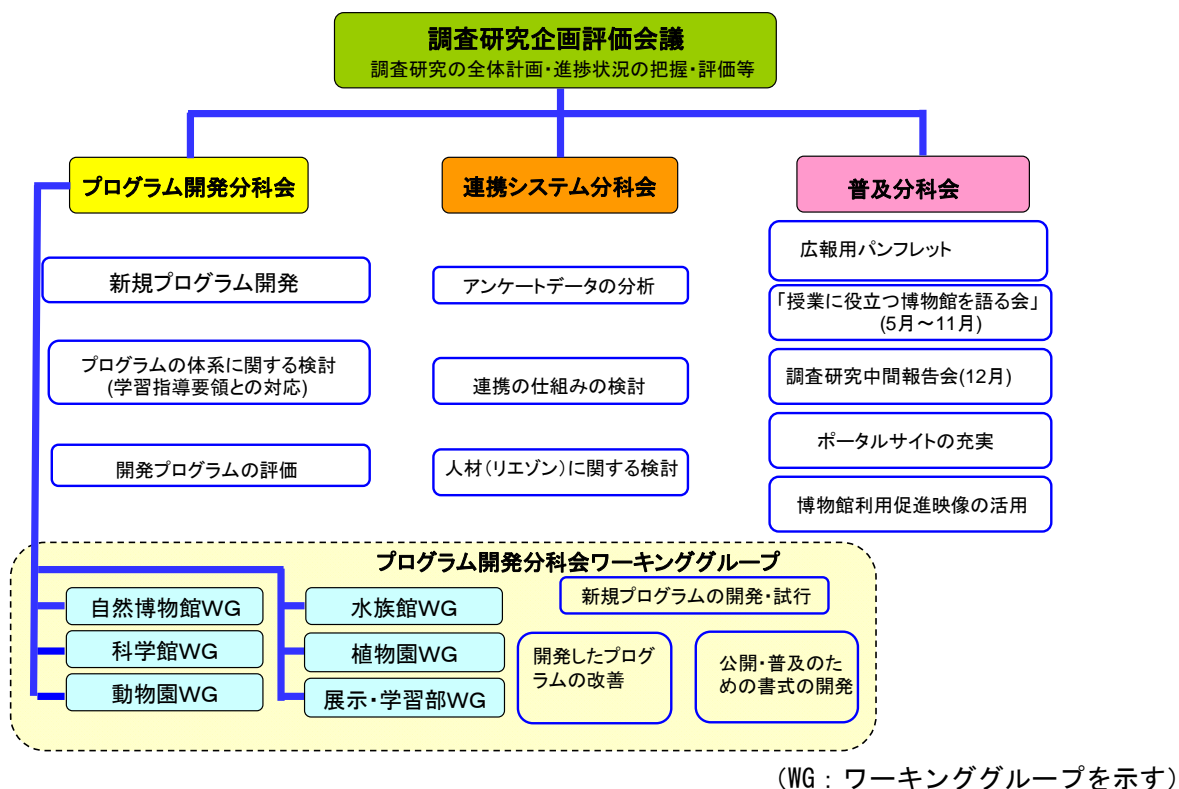 調査研究企画評価会議
調査研究の全体計画・進捗状況の把握・評価等
プログラム開発分科会
新規プログラム開発
プログラムの体系に関する検討
(学習指導要領との対応)
開発プログラムの評価
連携システム分科会
アンケートデータの分析
連携の仕組みの検討
人材(リエゾン)に関する検討
普及分科会
広報用パンフレット
「授業に役立つ博物館を語る会」
(5月～11月)
調査研究中間報告会(12月)
ポータルサイトの充実
博物館利用促進映像の活用
プログラム開発分科会ワーキンググループ
自然博物館WG
科学館WG
動物園WG
水族館WG
植物園WG
展示・学習部WG
新規プログラムの開発・試行
開発したプログ
ラムの改善
公開・普及のた
めの書式の開発
(WG：ワーキンググループを示す)